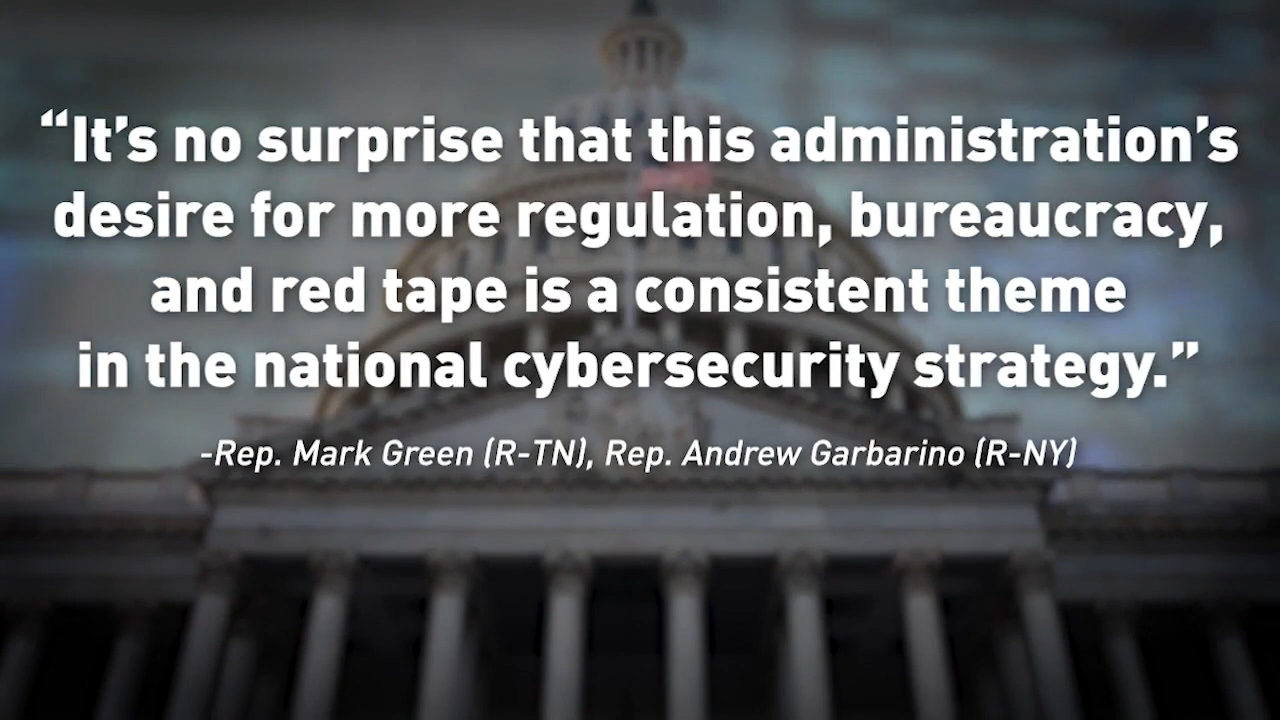 “It’s no surprise that this administration’s
desire for more regulation, bureaucracy,
and red tape is a consistent theme
in the national cybersecurity strategy.”
-Rep. Mark Green (R-TN), Rep. Andrew Garbarino (R-NY)